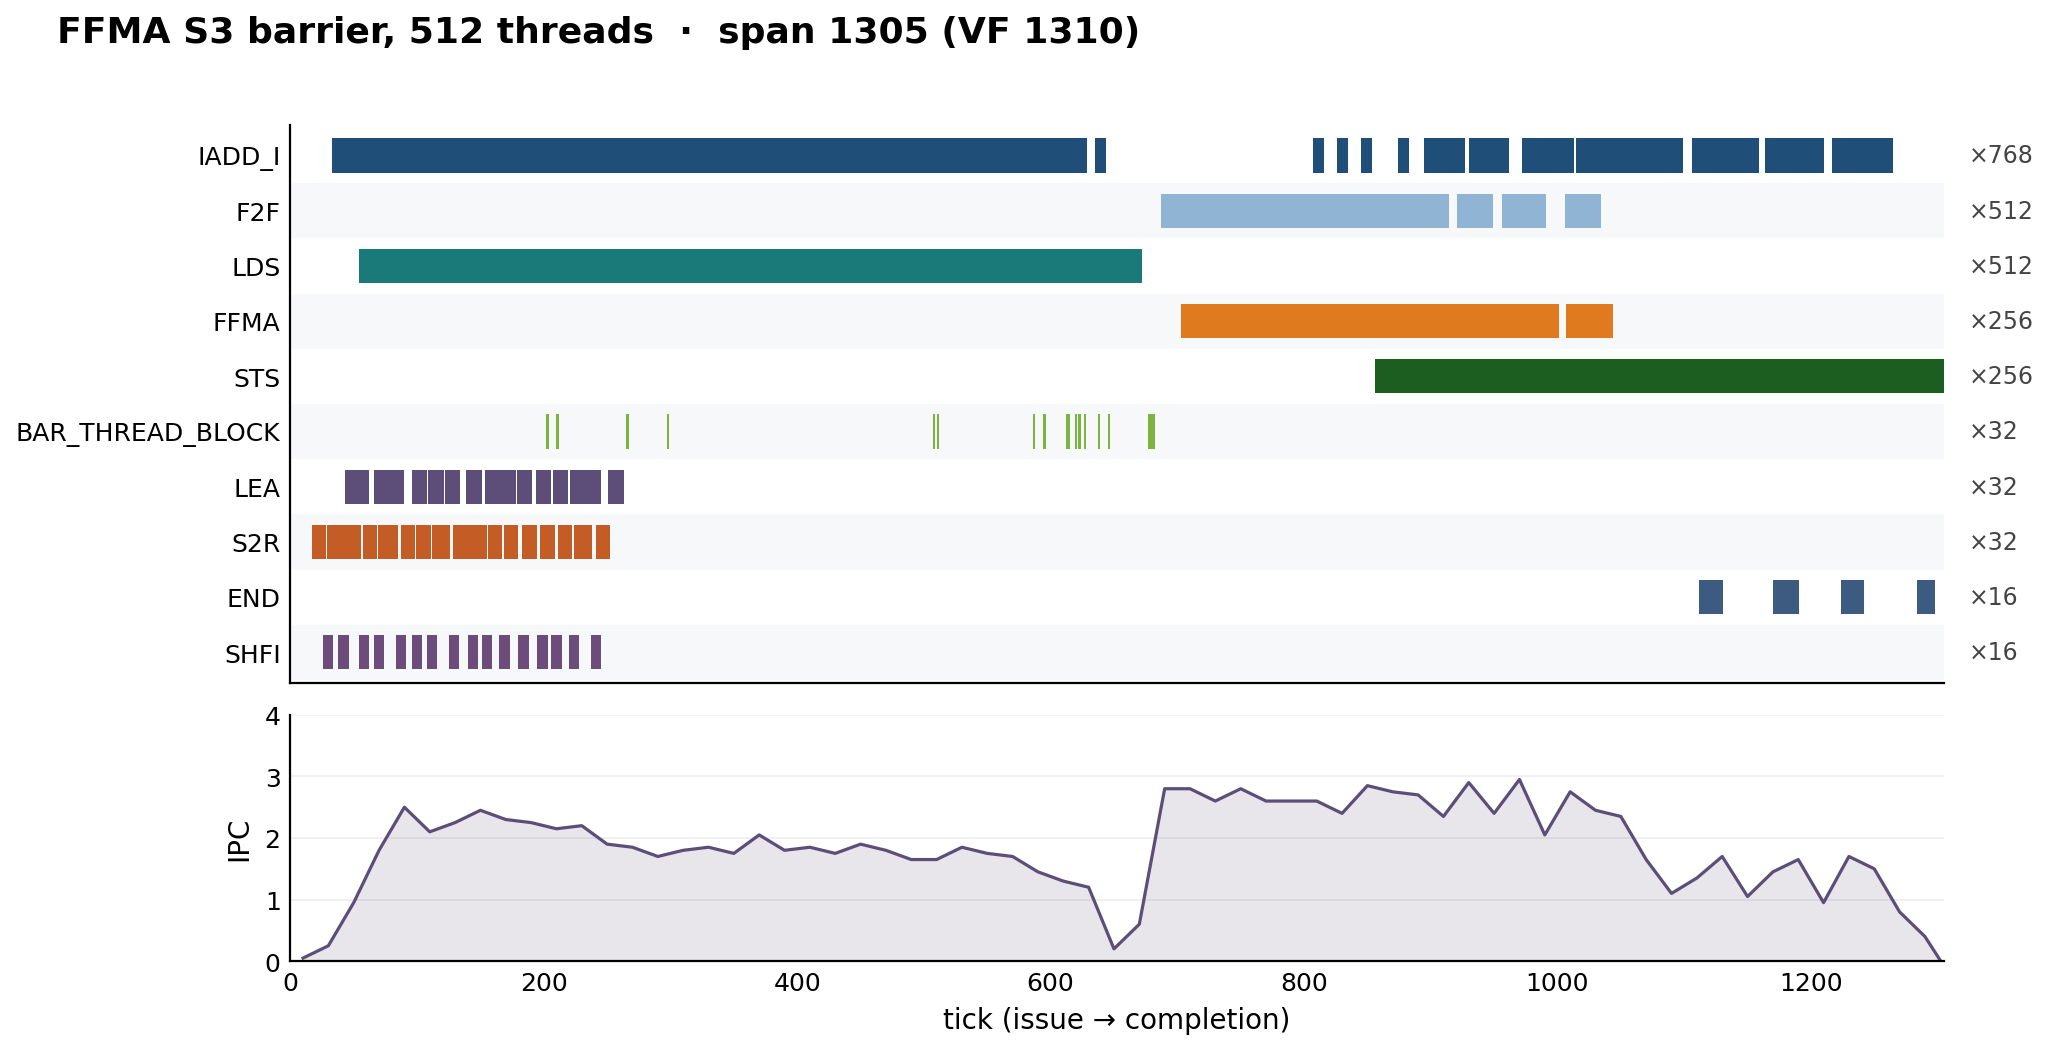 FFMA S3 barrier, 512 threads · span 1305 (VF 1310)
IADD_I ×768
F2F ×512
LDS ×512
FFMA ×256
STS ×256
BAR_THREAD_BLOCK ×32
LEA ×32
S2R ×32
END ×16
SHFI ×16
4
3
2
1
0
IPC
0 200 400 600 800 1000 1200
tick (issue → completion)